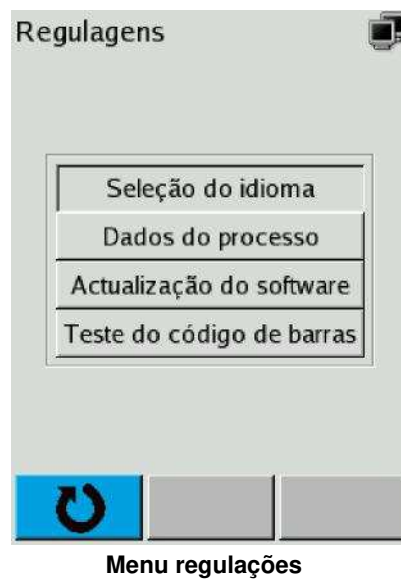 Regulagens
Seleção do idioma
Dados do processo
Actualização do software
Teste do código de barras
Menu regulações